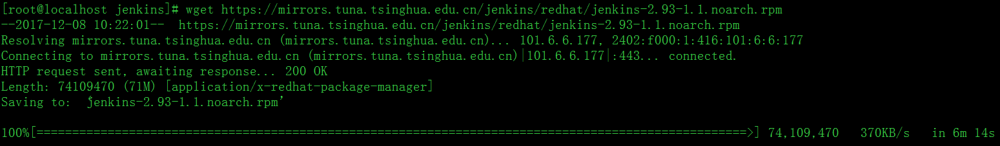 [root@localhost jenkins]# wget https://mirrors.tuna.tsinghua.edu.cn/jenkins/redhat/jenkins-2.93-1.1.noarch.rpm
--2017-12-08 10:22:01--  https://mirrors.tuna.tsinghua.edu.cn/jenkins/redhat/jenkins-2.93-1.1.noarch.rpm
Resolving mirrors.tuna.tsinghua.edu.cn (mirrors.tuna.tsinghua.edu.cn)... 101.6.6.177, 2402:f000:1:416:101:6:6:177
Connecting to mirrors.tuna.tsinghua.edu.cn (mirrors.tuna.tsinghua.edu.cn)|101.6.6.177|:443... connected.
HTTP request sent, awaiting response... 200 OK
Length: 74109470 (71M) [application/x-redhat-package-manager]
Saving to: ‘jenkins-2.93-1.1.noarch.rpm’
100%[=====================================================================================================>] 74,109,470   370KB/s   in 6m 14s